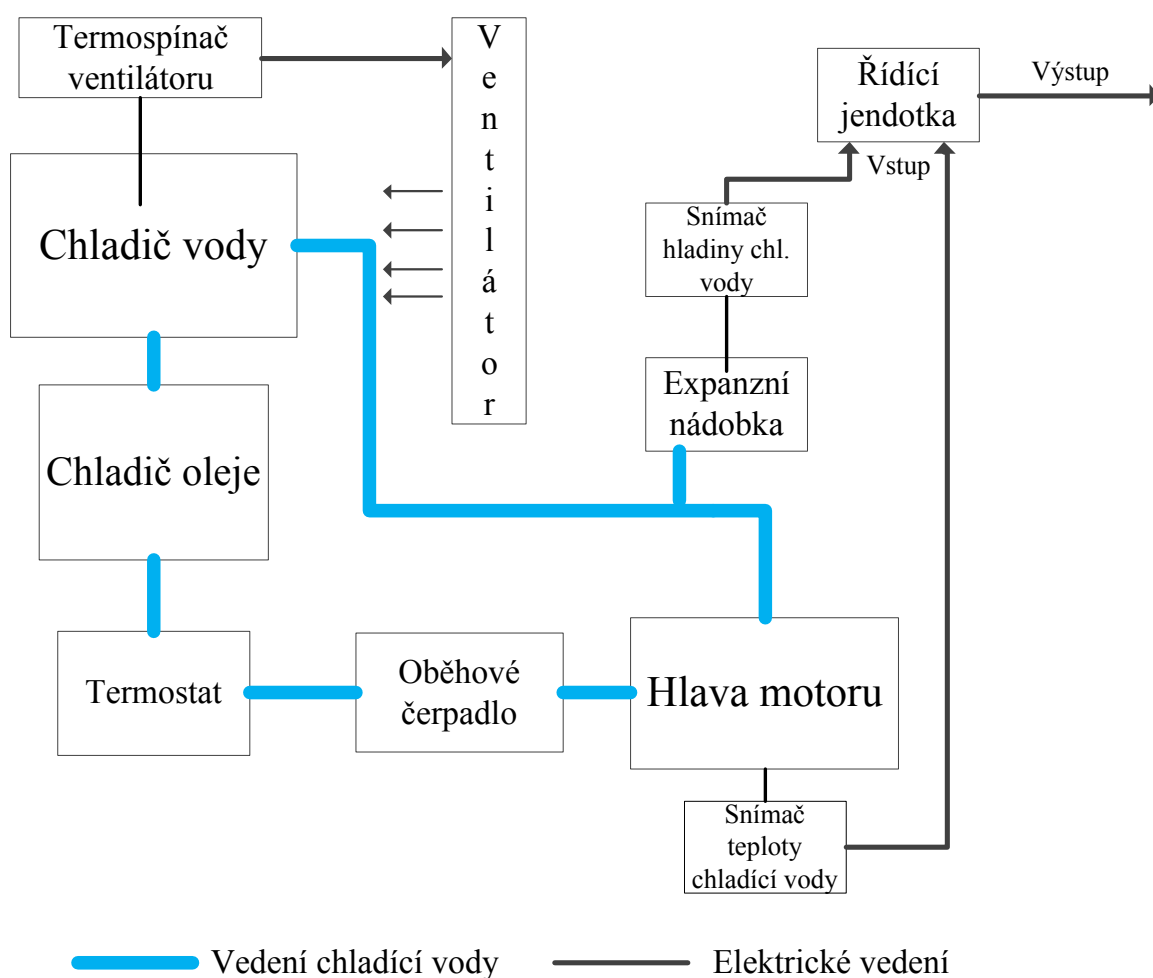 Termospínač
ventilátoru
V
e
n
t
i
l
á
t
o
r
Řídící
jendotka
Výstup
Vstup
Chladič vody
Snímač
hladiny chl.
vody
Expanzní
nádobka
Chladič oleje
Termostat
Oběhové
čerpadlo
Hlava motoru
Snímač
teploty
chladící vody
Vedení chladící vody
Elektrické vedení